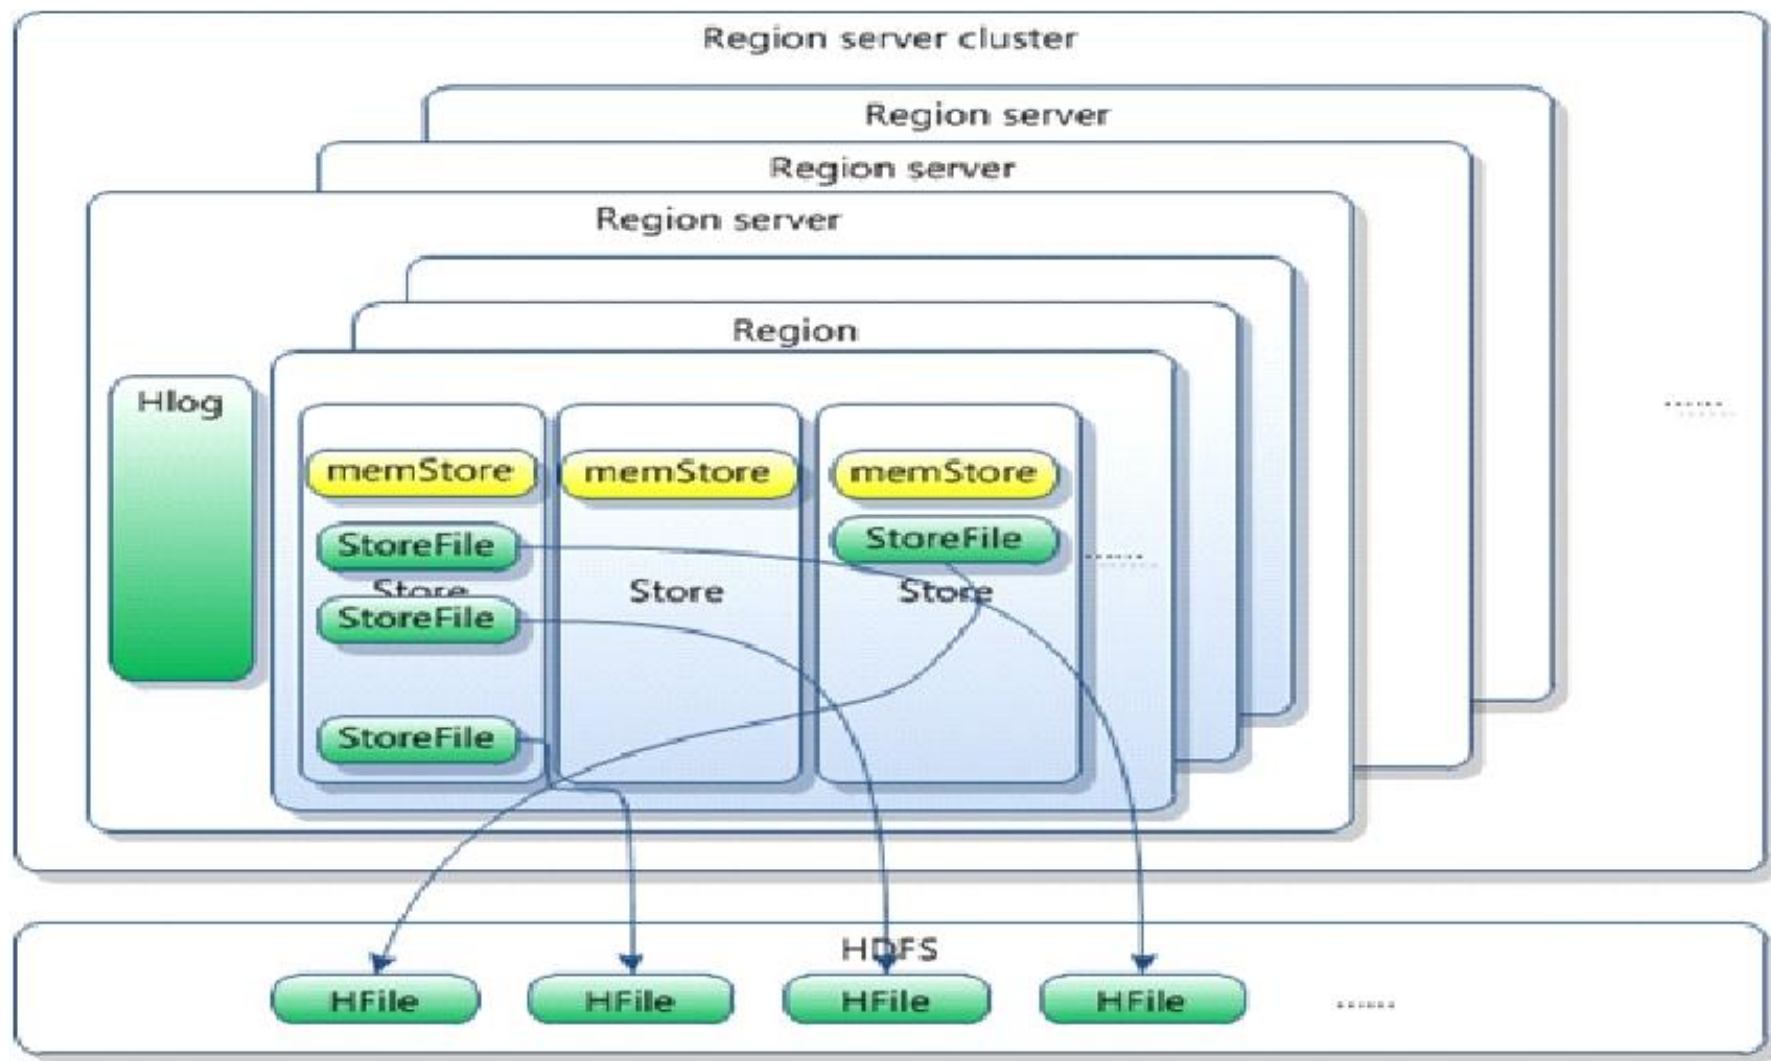 Region server cluster
Region server
Region server
Region server
Region
Hlog
memStore
memStore
memStore
StoreFile
StoreFile
Store
Store
Store
StoreFile
StoreFile
HDFS
HFile
HFile
HFile
HFile